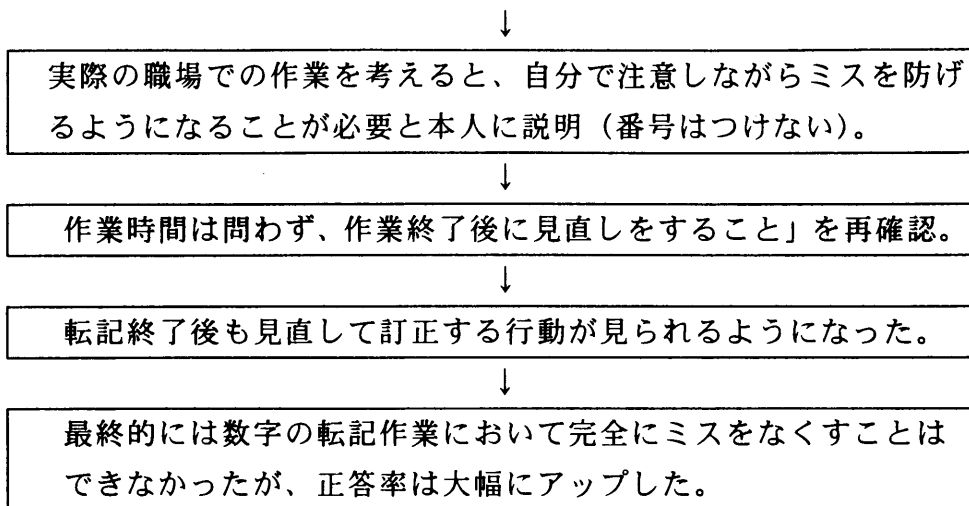 ↓
実際の職場での作業を考えると、自分で注意しながらミスを防げ
るようになることが必要と本人に説明（番号はつけない）。
↓
作業時間は問わず、作業終了後に見直しをすること」を再確認。
↓
転記終了後も見直して訂正する行動が見られるようになった。
↓
最終的には数字の転記作業において完全にミスをなくすことは
できなかったが、正答率は大幅にアップした。